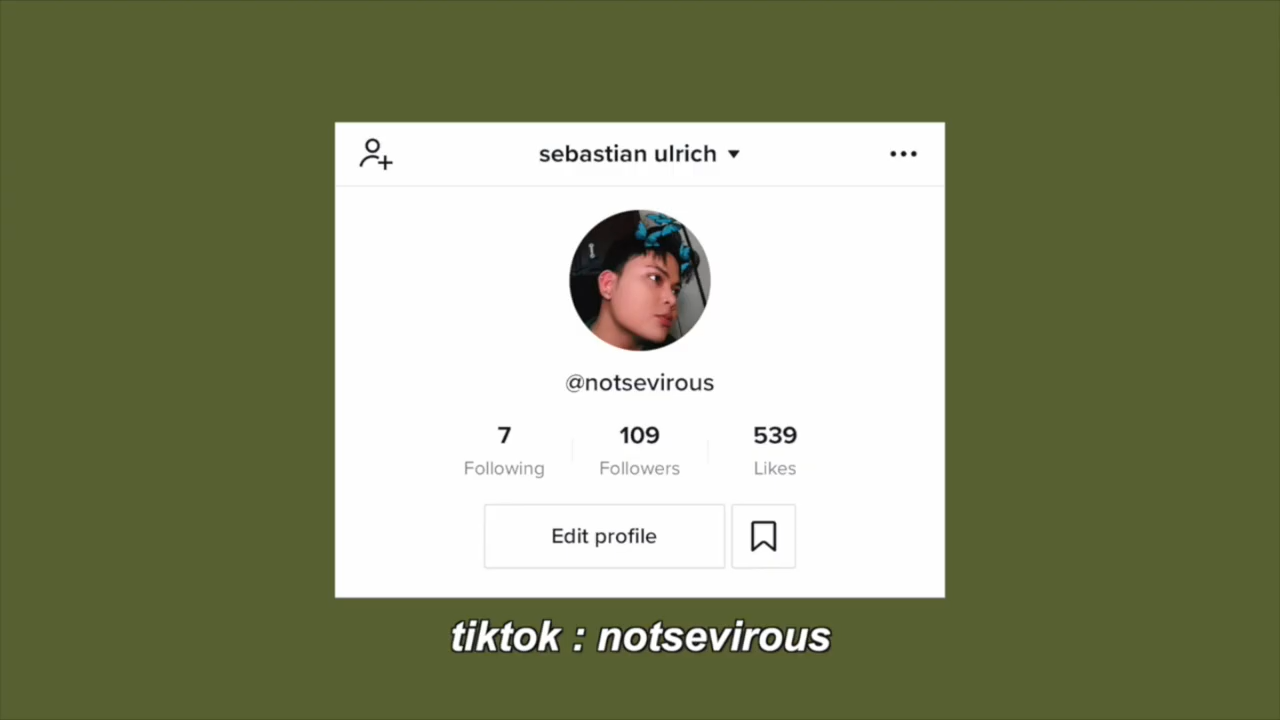 sebastian ulrich
@notsevirous
7 109 539
Following Followers Likes
Edit profile
tiktok : notsevirous